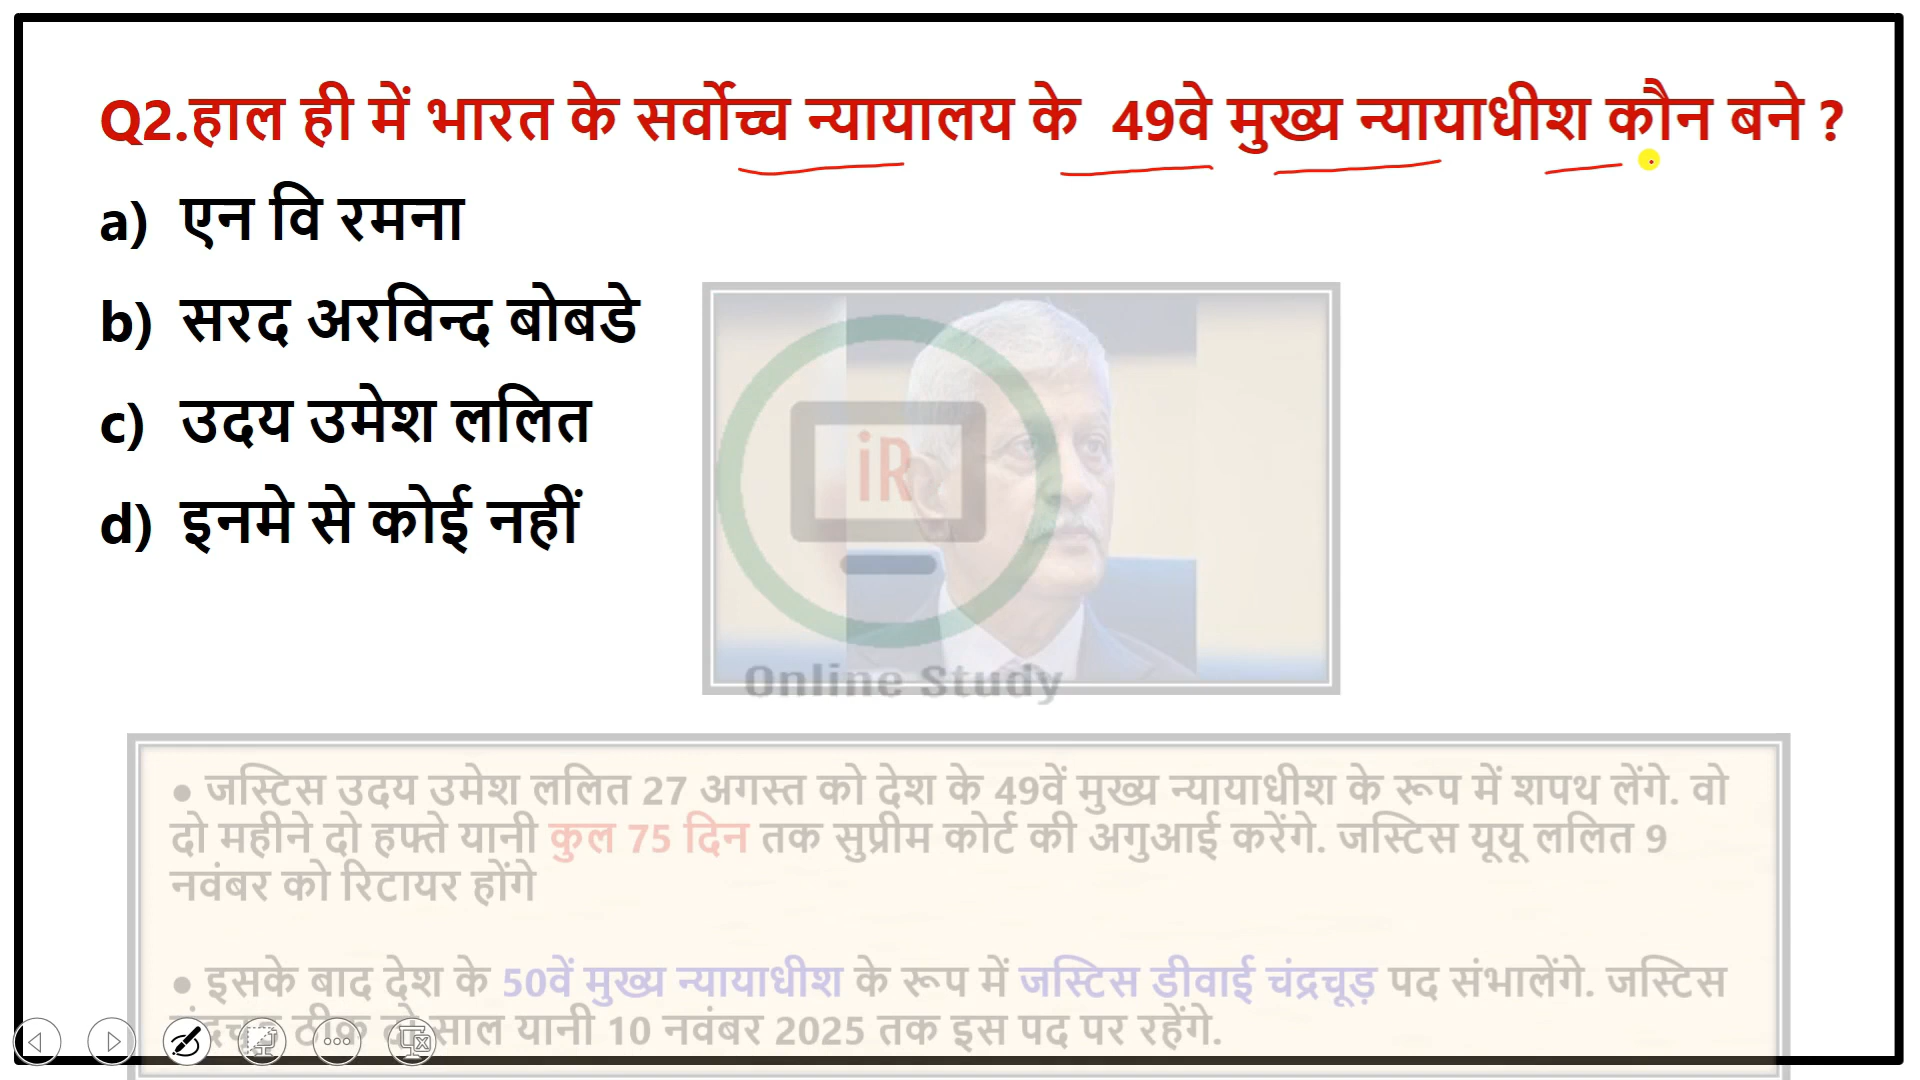 Q2.हाल ही में भारत के सर्वोच्च न्यायालय के 49वे मुख्य न्यायाधीश कौन बने ?
a) एन वि रमना
b) सरद अरविन्द बोबडे
c) उदय उमेश ललित
d) इनमे से कोई नहीं
iR
Online Study
● जस्टिस उदय उमेश ललित 27 अगस्त को देश के 49वें मुख्य न्यायाधीश के रूप में शपथ लेंगे. वो
दो महीने दो हफ्ते यानी कुल 75 दिन तक सुप्रीम कोर्ट की अगुआई करेंगे. जस्टिस यूयू ललित 9
नवंबर को रिटायर होंगे
● इसके बाद देश के 50वें मुख्य न्यायाधीश के रूप में जस्टिस डीवाई चंद्रचूड़ पद संभालेंगे. जस्टिस
ठीक साल यानी 10 नवंबर 2025 तक इस पद पर रहेंगे.